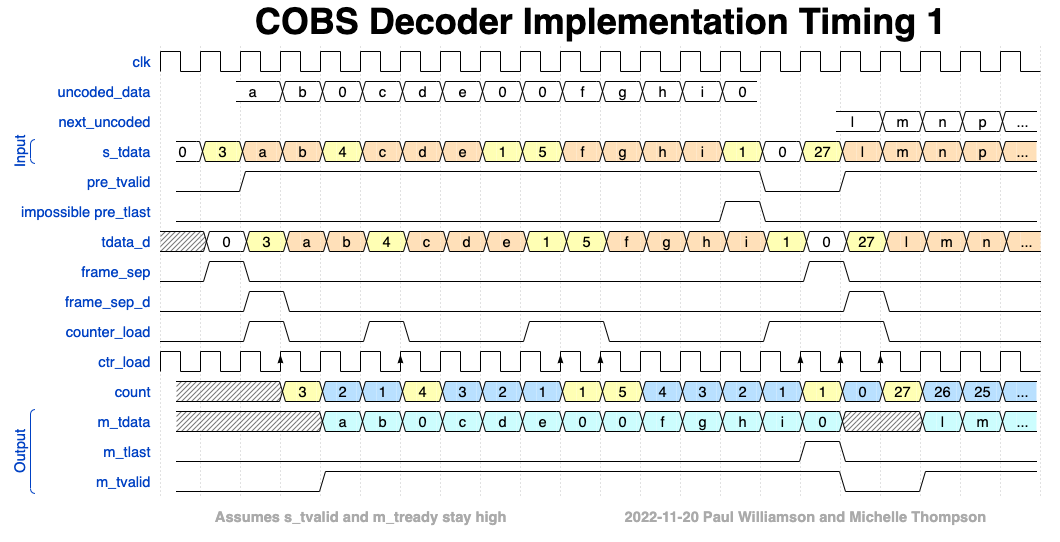 COBS Decoder Implementation Timing 1
clk
uncoded_data a b 0 c d e 0 0 f g h i 0
next_uncoded l m n p ...
Input
s_tdata 0 3 a b 4 c d e 1 5 f g h i 1 0 27 l m n p ...
pre_tvalid
impossible pre_tlast
tdata_d 0 3 a b 4 c d e 1 5 f g h i 1 0 27 l m n ...
frame_sep
frame_sep_d
counter_load
ctr_load
count 3 2 1 4 3 2 1 1 5 4 3 2 1 1 0 27 26 25 ...
Output
m_tdata a b 0 c d e 0 0 f g h i 0 l m ...
m_tlast
m_tvalid
Assumes s_tvalid and m_tready stay high
2022-11-20 Paul Williamson and Michelle Thompson